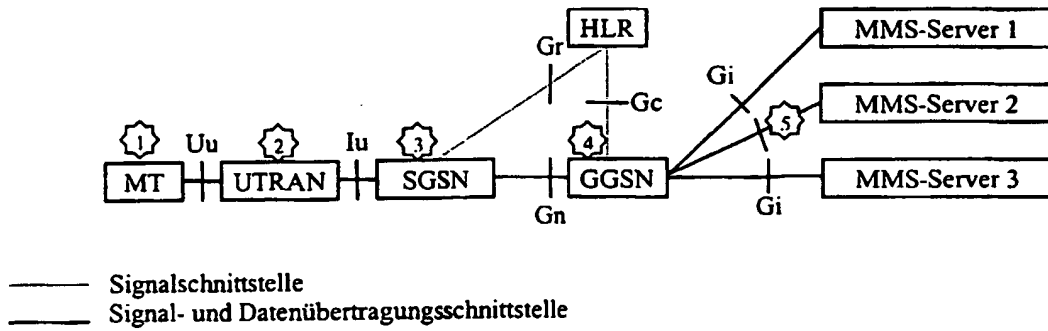 HLR
MMS-Server 1
Gr
Gi
Gc
MMS-Server 2
1
Uu
2
Iu
3
4
5
MT
UTRAN
SGSN
GGSN
MMS-Server 3
Gn
Gi
Signalschnittstelle
Signal- und Datenübertragungsschnittstelle